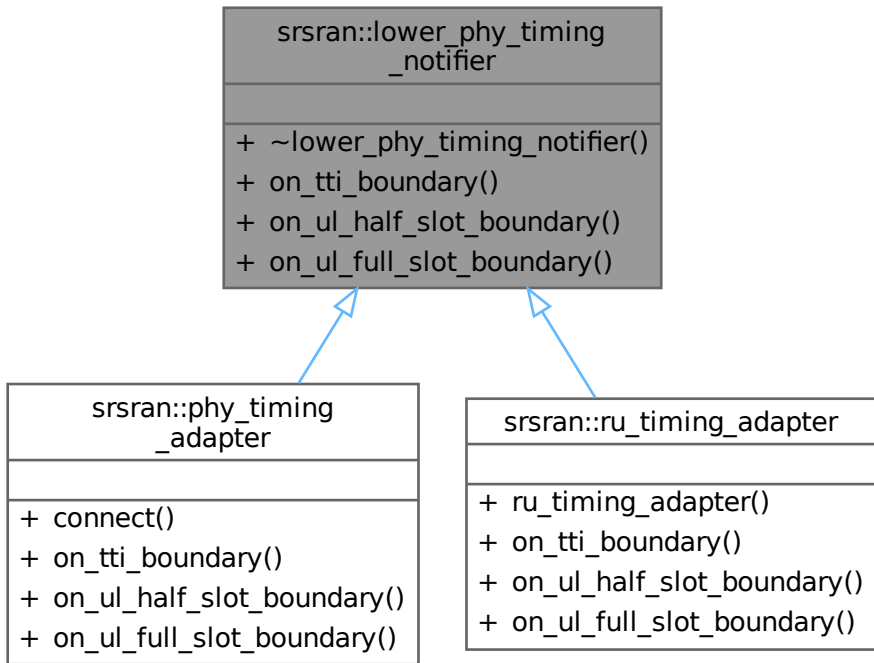 srsran::lower_phy_timing
_notifier
+ ~lower_phy_timing_notifier()
+ on_tti_boundary()
+ on_ul_half_slot_boundary()
+ on_ul_full_slot_boundary()
srsran::phy_timing
_adapter
+ connect()
+ on_tti_boundary()
+ on_ul_half_slot_boundary()
+ on_ul_full_slot_boundary()
srsran::ru_timing_adapter
+ ru_timing_adapter()
+ on_tti_boundary()
+ on_ul_half_slot_boundary()
+ on_ul_full_slot_boundary()